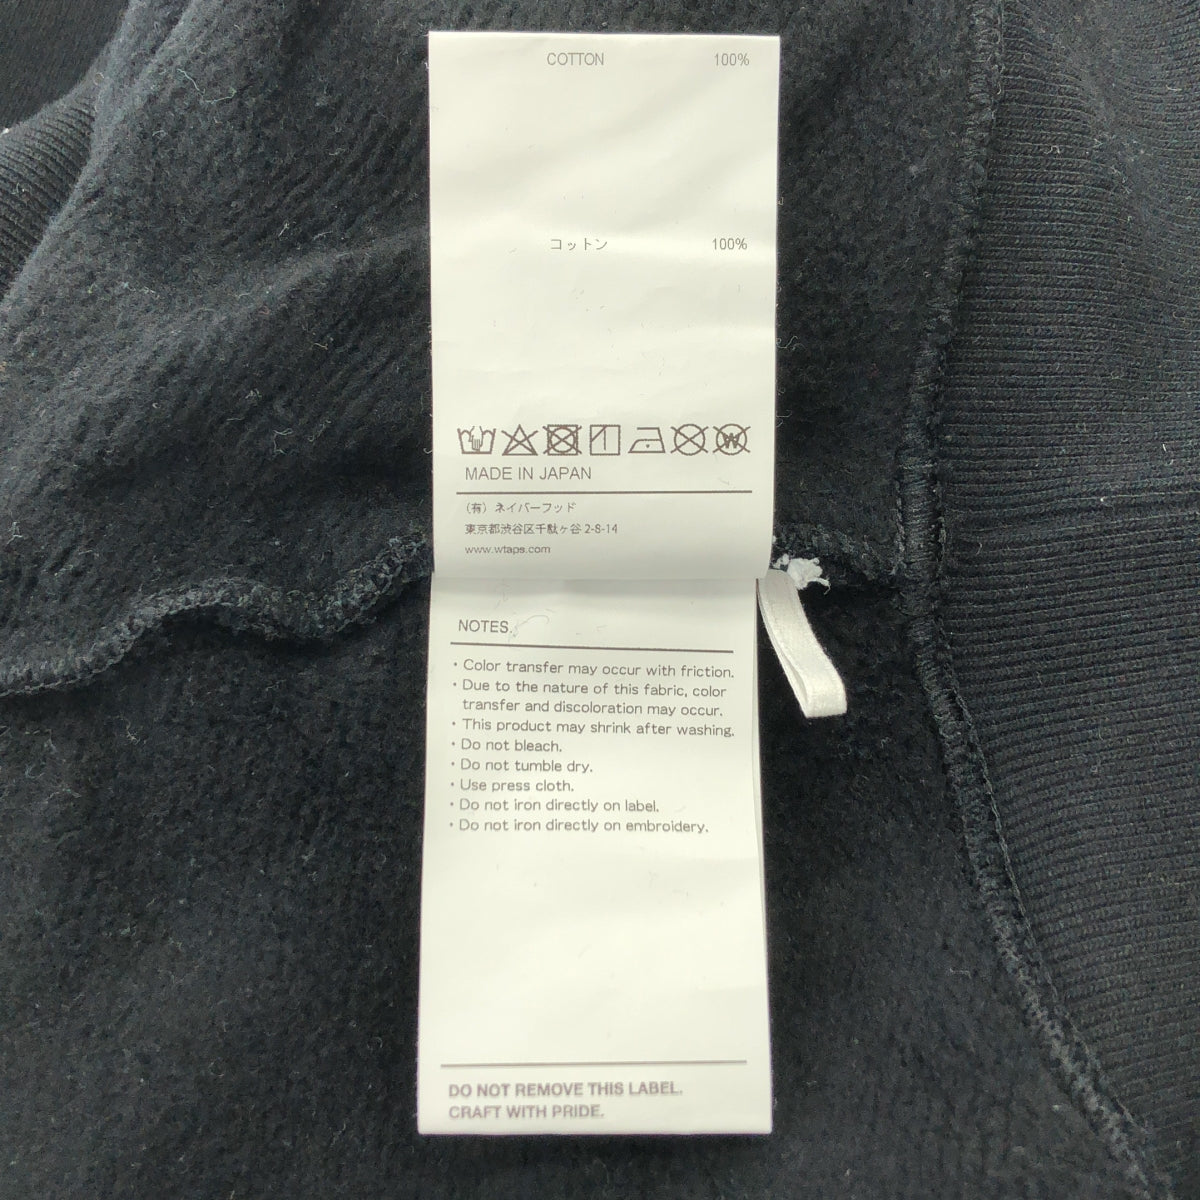 COTTON 100%
コットン 100%
W
MADE IN JAPAN
（有）ネイバーフッド
東京都渋谷区千駄ヶ谷 2-8-14
www.wtaps.com
NOTES.
・Color transfer may occur with friction.
・Due to the nature of this fabric, color
transfer and discoloration may occur.
・This product may shrink after washing.
・Do not bleach.
・Do not tumble dry.
・Use press cloth.
・Do not iron directly on label.
・Do not iron directly on embroidery.
DO NOT REMOVE THIS LABEL.
CRAFT WITH PRIDE.